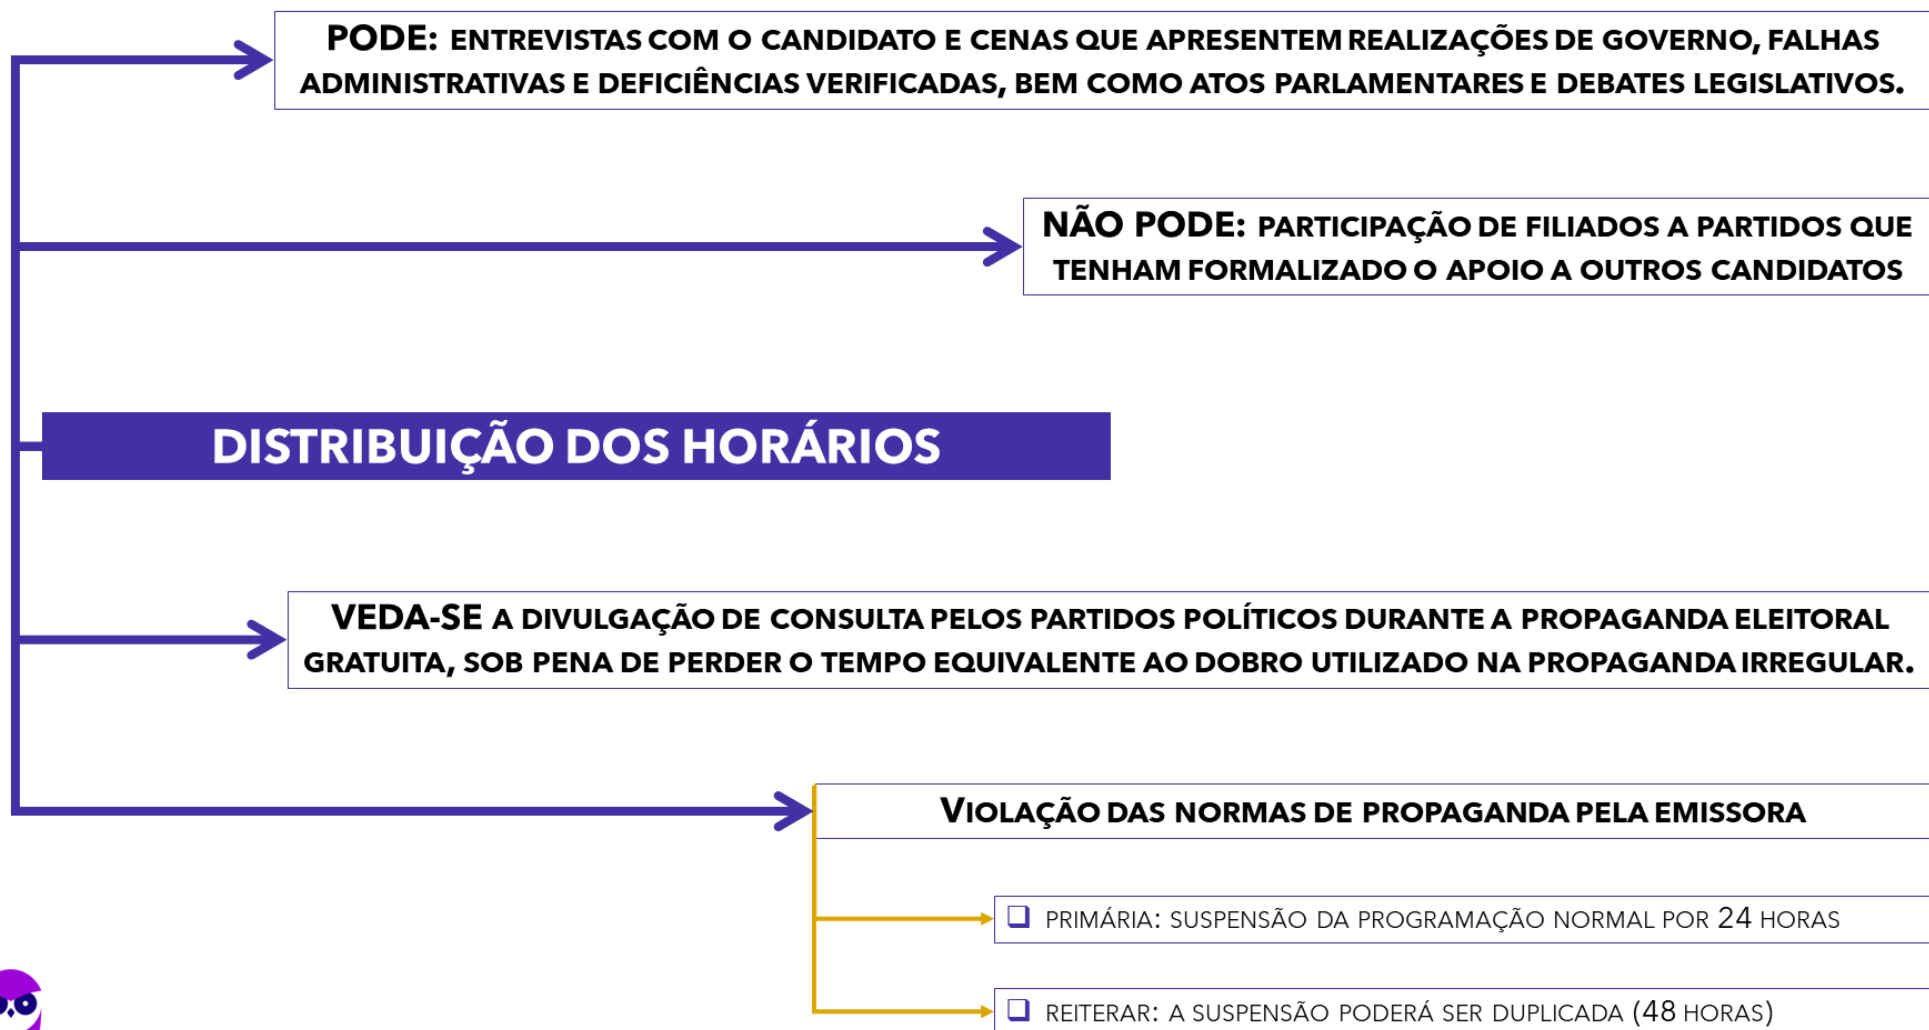 PODE: ENTREVISTAS COM O CANDIDATO E CENAS QUE APRESENTEM REALIZAÇÕES DE GOVERNO, FALHAS
ADMINISTRATIVAS E DEFICIÊNCIAS VERIFICADAS, BEM COMO ATOS PARLAMENTARES E DEBATES LEGISLATIVOS.
NÃO PODE: PARTICIPAÇÃO DE FILIADOS A PARTIDOS QUE
TENHAM FORMALIZADO O APOIO A OUTROS CANDIDATOS
DISTRIBUIÇÃO DOS HORÁRIOS
VEDA-SE A DIVULGAÇÃO DE CONSULTA PELOS PARTIDOS POLÍTICOS DURANTE A PROPAGANDA ELEITORAL
GRATUITA, SOB PENA DE PERDER O TEMPO EQUIVALENTE AO DOBRO UTILIZADO NA PROPAGANDA IRREGULAR.
VIOLAÇÃO DAS NORMAS DE PROPAGANDA PELA EMISSORA
PRIMÁRIA: SUSPENSÃO DA PROGRAMAÇÃO NORMAL POR 24 HORAS
REITERAR: A SUSPENSÃO PODERÁ SER DUPLICADA (48 HORAS)